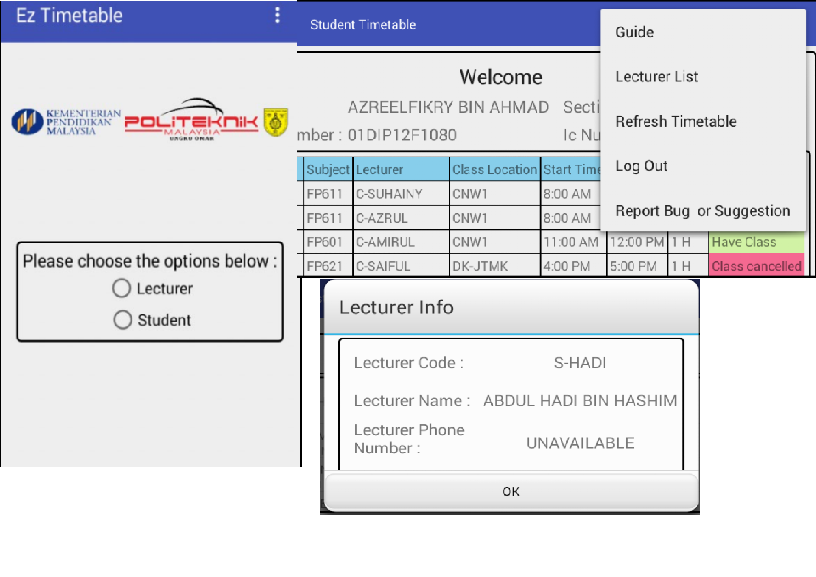 Ez Timetable
KEMENTERIAN
PENDIDIKAN
MALAYSIA
POLITEKNIK
MALAYSIA
UNGKU OMAR
Please choose the options below :
Lecturer
Student
Student Timetable
Welcome
AZREELFIKRY BIN AHMAD Secti
mber : 01DIP12F1080 Ic Nu
Subject Lecturer Class Location Start Time
FP611 C-SUHAINY CNW1 8:00 AM
FP611 C-AZRUL CNW1 8:00 AM
FP601 C-AMIRUL CNW1 11:00 AM 12:00 PM 1 H Have Class
FP621 C-SAIFUL DK-JTMK 4:00 PM 5:00 PM 1 H Class cancelled
Guide
Lecturer List
Refresh Timetable
Log Out
Report Bug or Suggestion
Lecturer Info
Lecturer Code : S-HADI
Lecturer Name : ABDUL HADI BIN HASHIM
Lecturer Phone
Number : UNAVAILABLE
OK